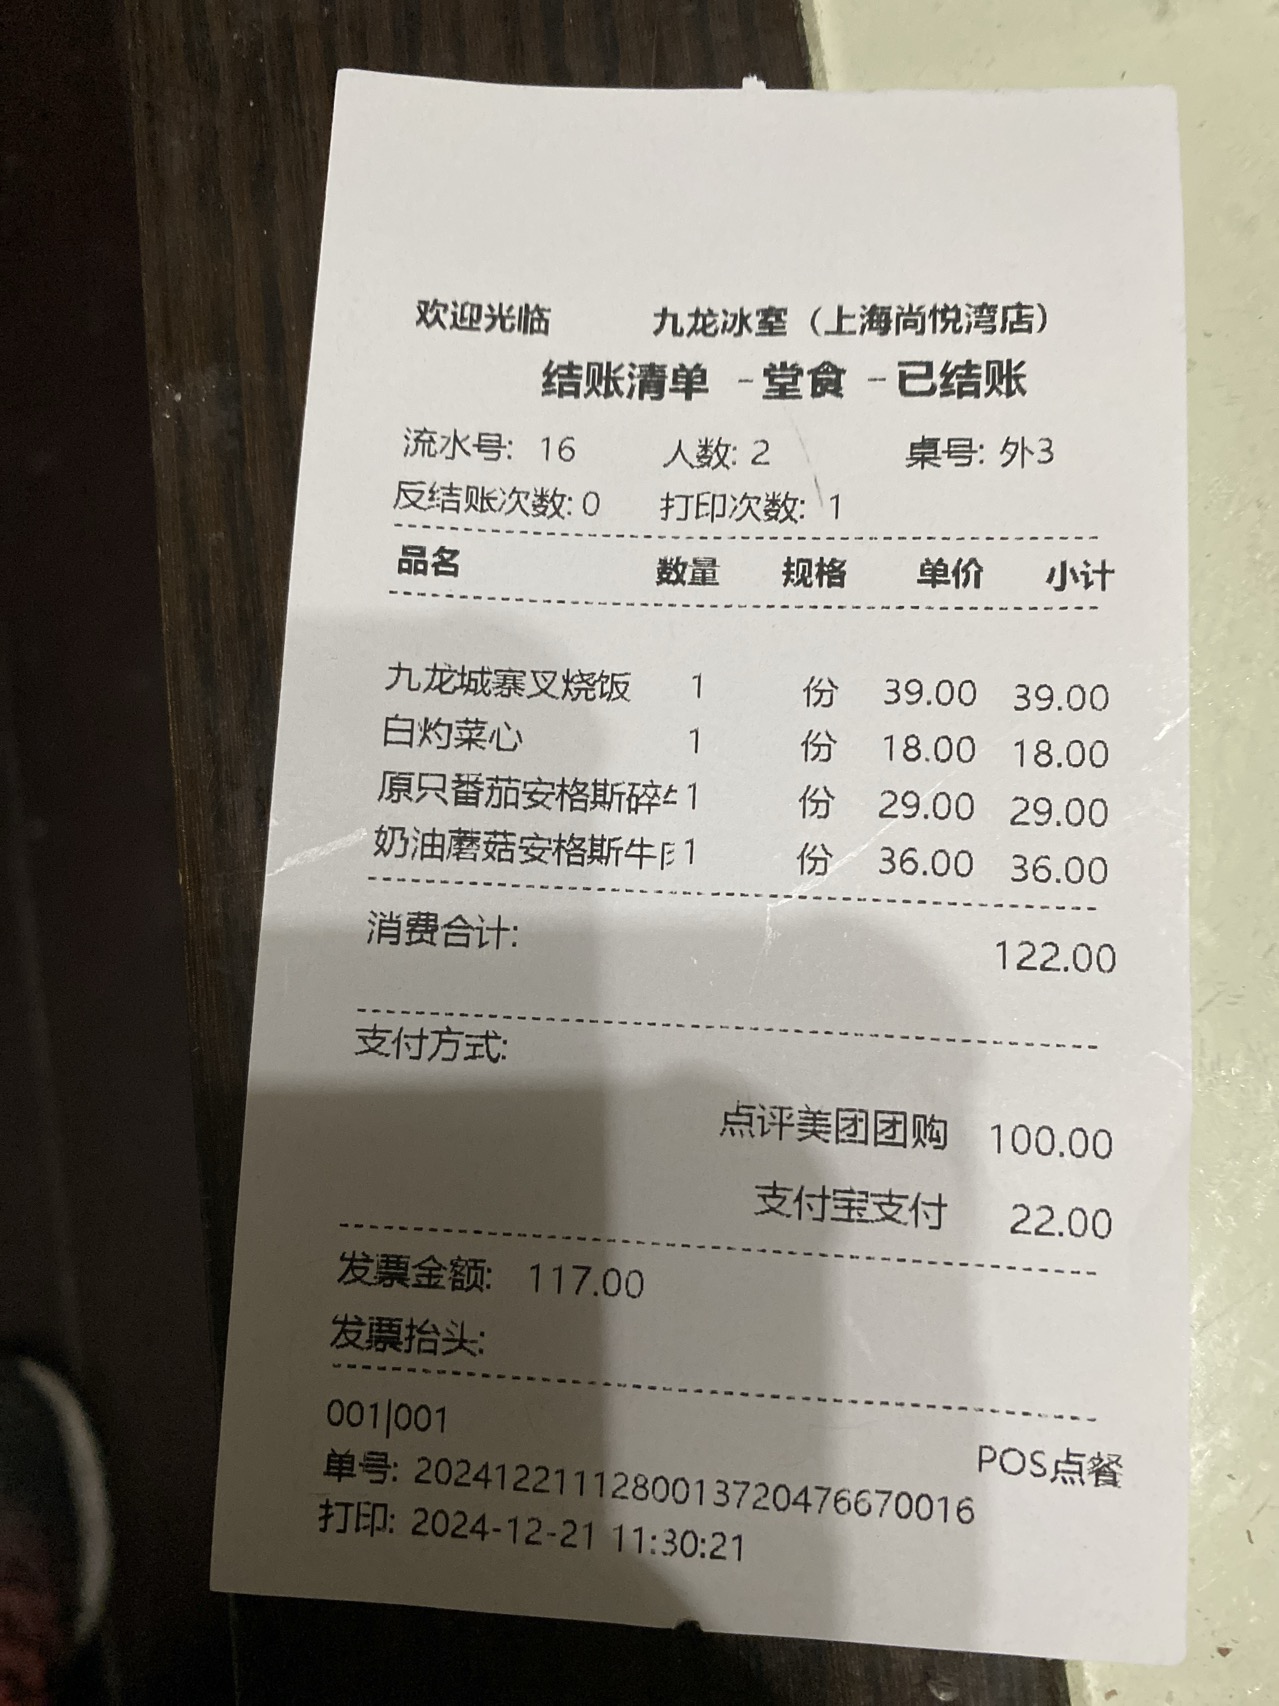 欢迎光临 九龙冰室（上海尚悦湾店）
结账清单 -堂食 -已结账
流水号: 16 人数: 2 桌号: 外3
反结账次数: 0 打印次数: 1
品名 数量 规格 单价 小计
九龙城寨叉烧饭 1 份 39.00 39.00
白灼菜心 1 份 18.00 18.00
原只番茄安格斯碎 1 份 29.00 29.00
奶油蘑菇安格斯牛 1 份 36.00 36.00
消费合计: 122.00
支付方式:
点评美团团购 100.00
支付宝支付 22.00
发票金额: 117.00
发票抬头:
001|001 POS点餐
单号: 2024122111280013720476670016
打印: 2024-12-21 11:30:21